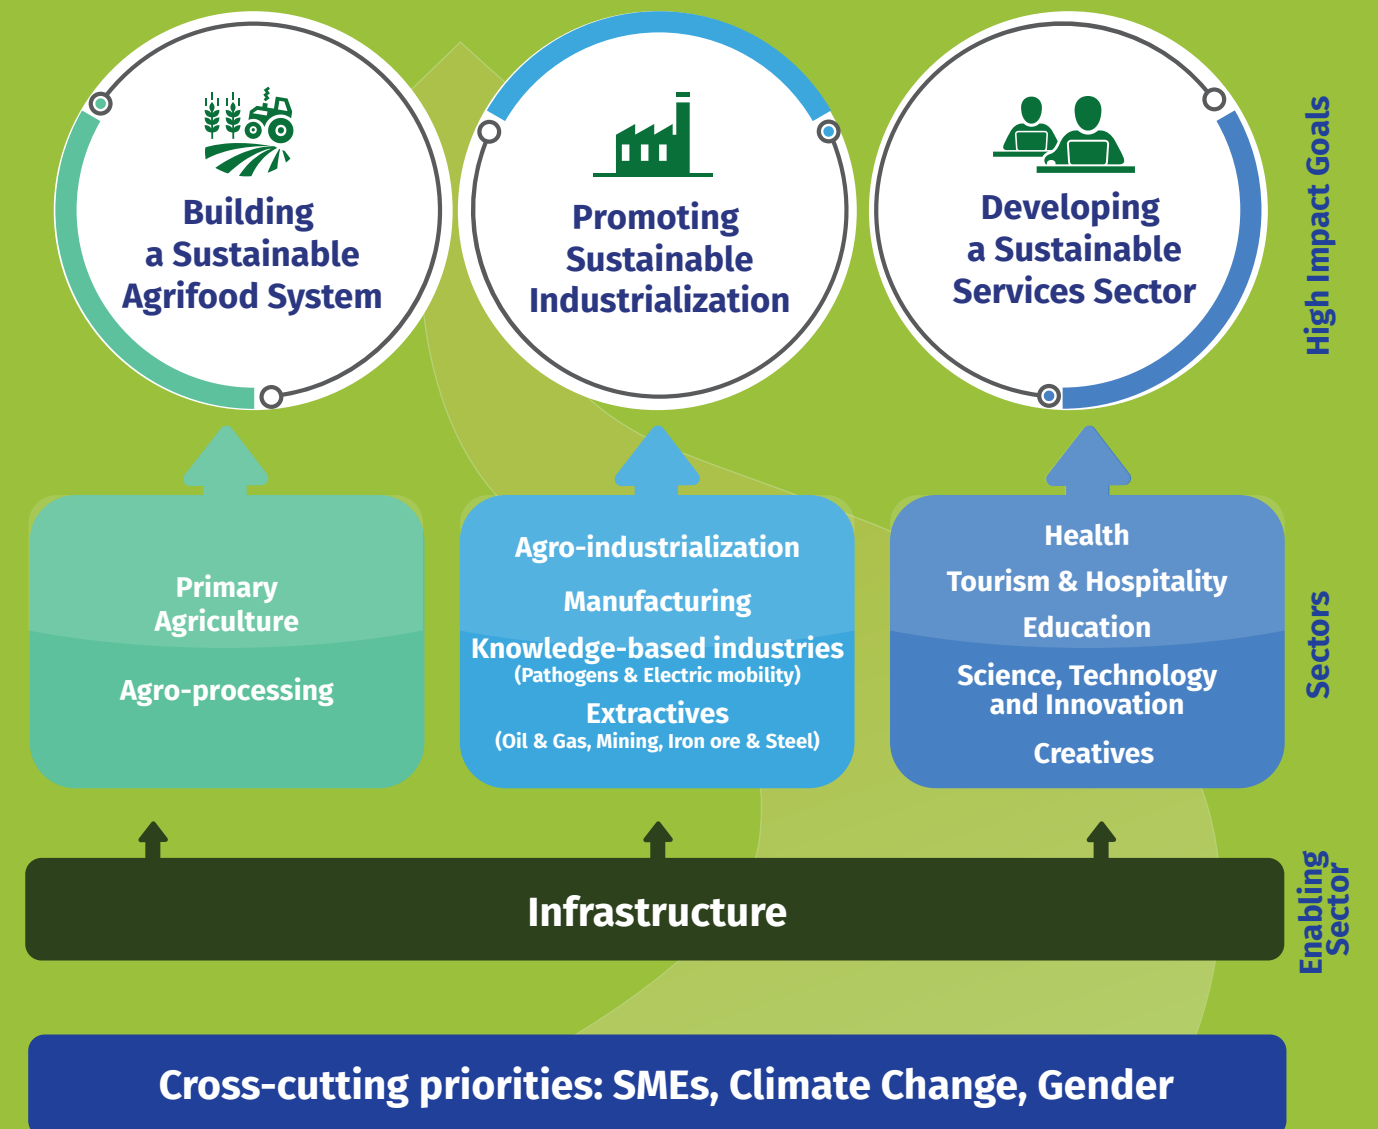 Building
a Sustainable
Agrifood System
Promoting
Sustainable
Industrialization
Developing
a Sustainable
Services Sector
High Impact Goals
Primary
Agriculture
Agro-processing
Agro-industrialization
Manufacturing
Knowledge-based industries
(Pathogens & Electric mobility)
Extractives
(Oil & Gas, Mining, Iron ore & Steel)
Health
Tourism & Hospitality
Education
Science, Technology
and Innovation
Creatives
Sectors
Infrastructure
Enabling
Sector
Cross-cutting priorities: SMEs, Climate Change, Gender